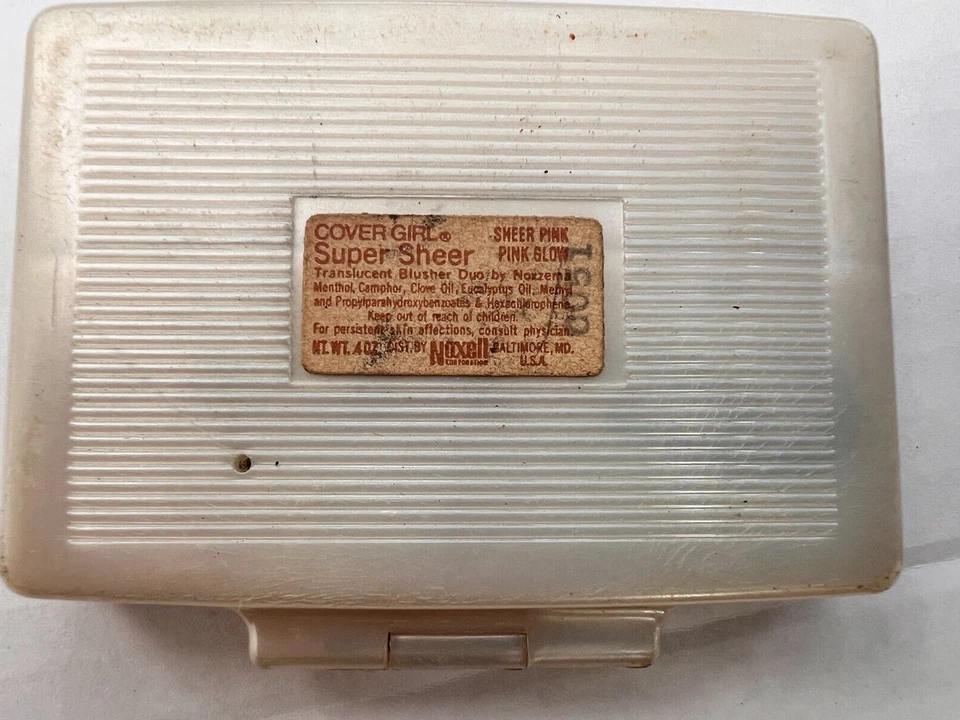 COVER GIRL® SHEER PINK
Super Sheer PINK GLOW
Translucent Blusher Duo by Noxzema
Menthol, Camphor, Clove Oil, Eucalyptus Oil, Methyl
and Propylparahydroxybenzoates & Hexachlorophene
Keep out of reach of children.
For persistent skin affections, consult physician.
NT. WT. .4 OZ. DIST. BY Noxell BALTIMORE, MD.
CORPORATION U.S.A.